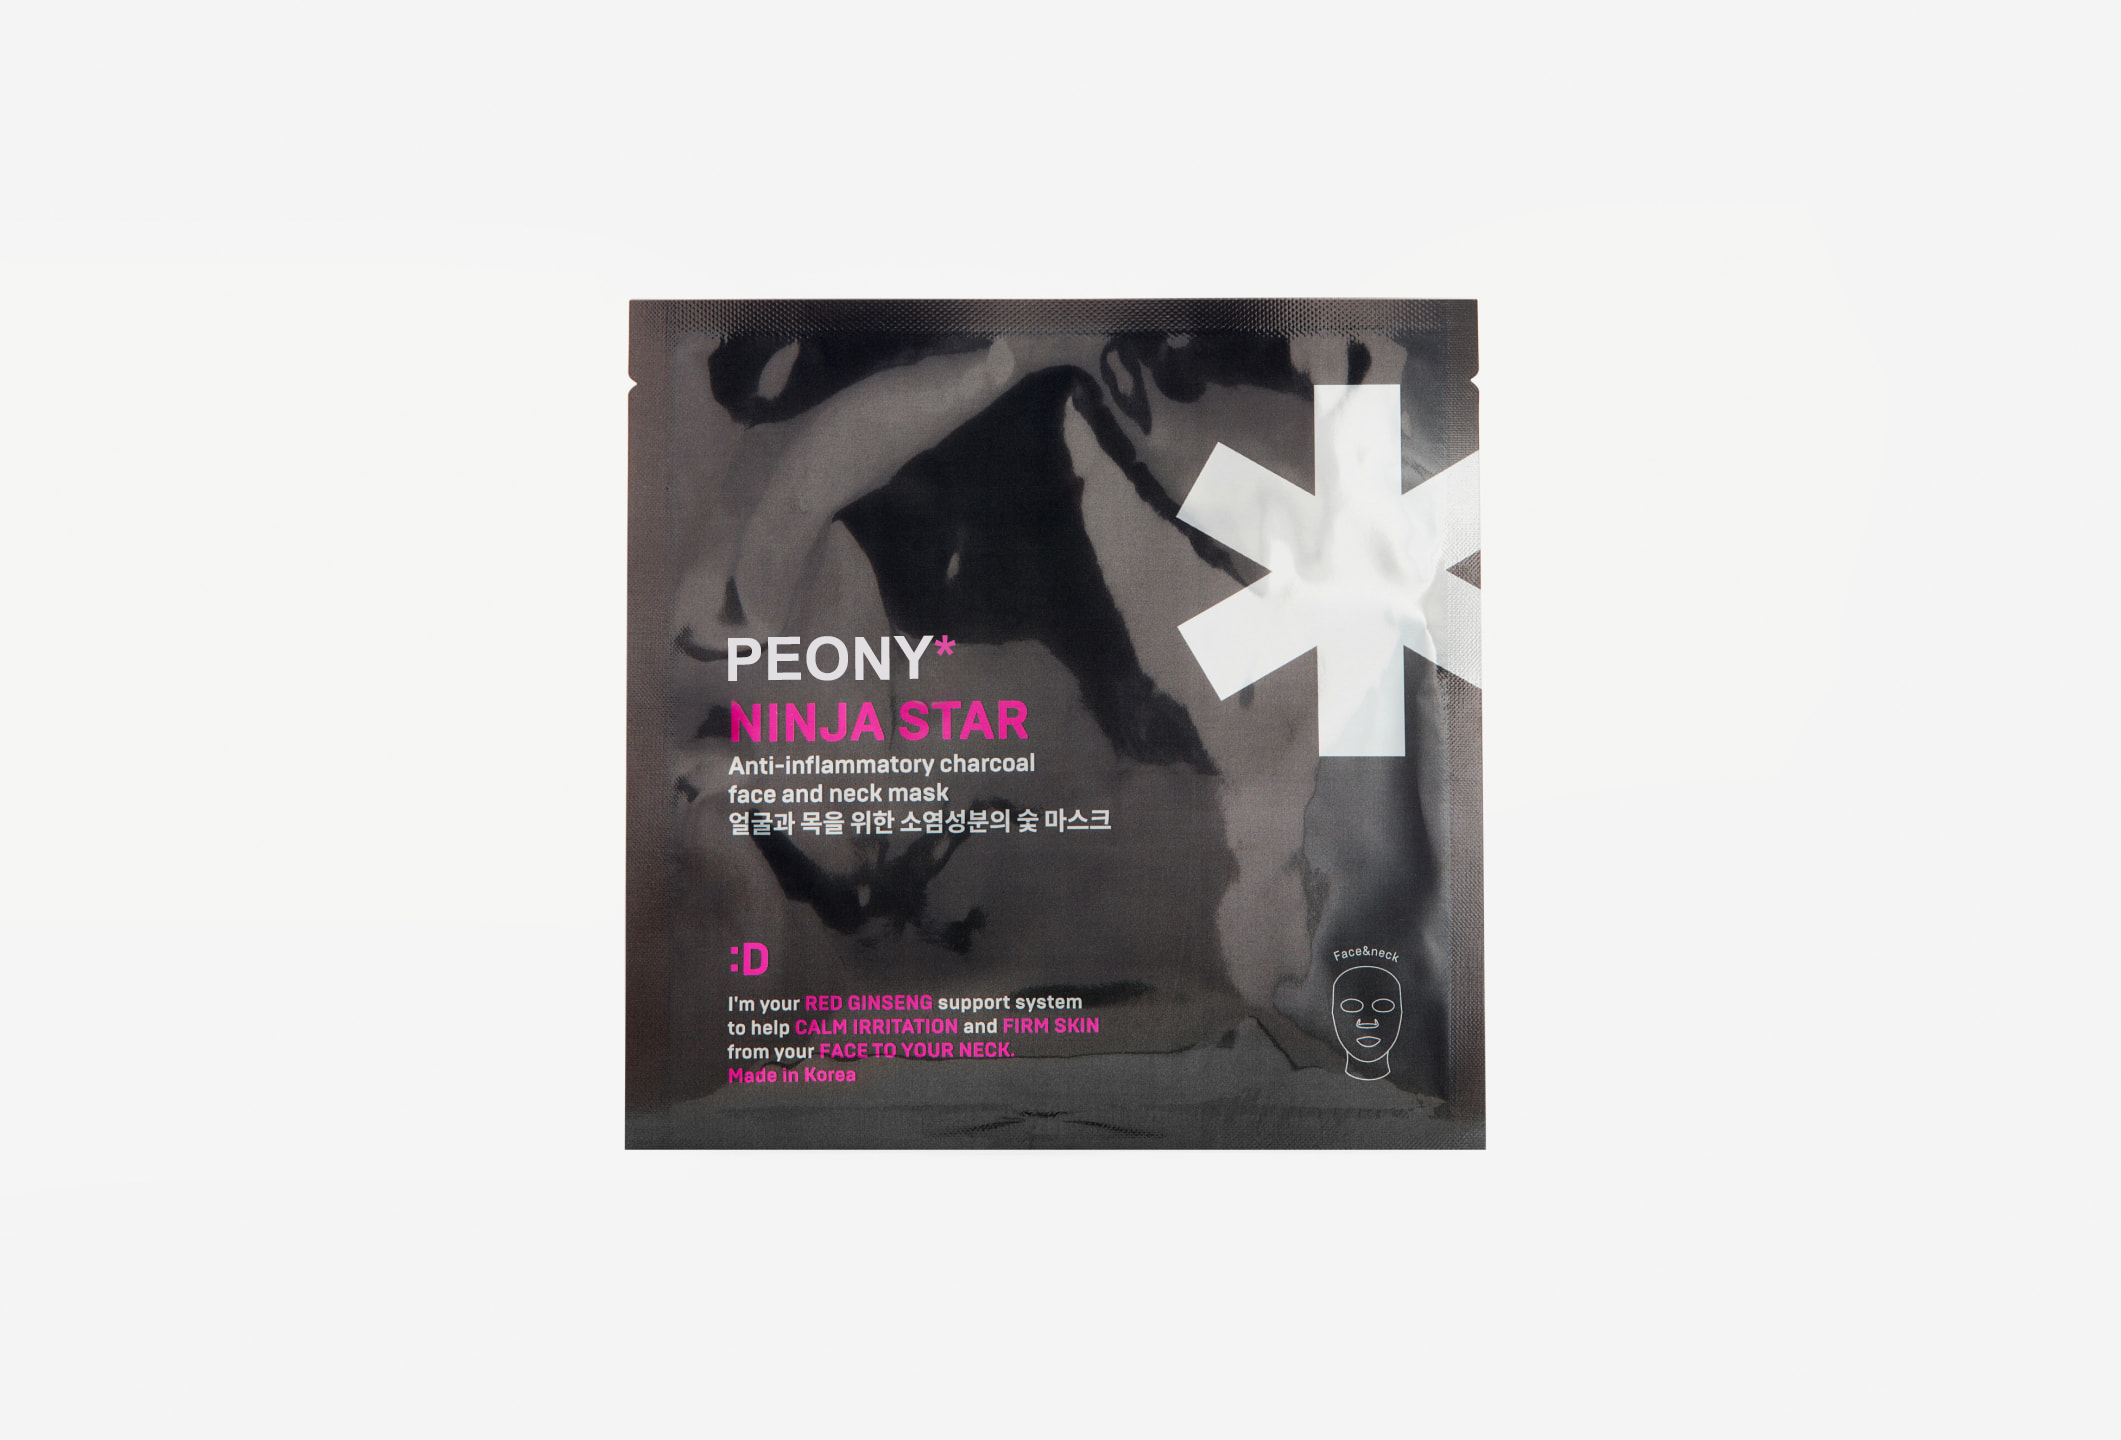 PEONY*
NINJA STAR
Anti-inflammatory charcoal
face and neck mask
얼굴과 목을 위한 소염성분의 숯 마스크
:D
I'm your RED GINSENG support system
to help CALM IRRITATION and FIRM SKIN
from your FACE TO YOUR NECK.
Made in Korea
Face&neck